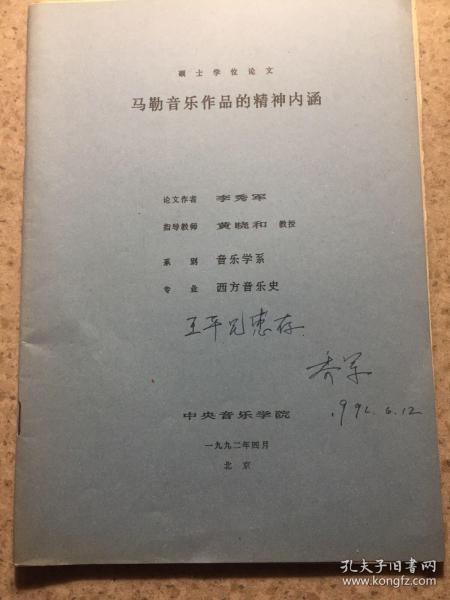 硕士学位论文
马勒音乐作品的精神内涵
论文作者 李秀军
指导教师 黄晓和 教授
系别 音乐学系
专业 西方音乐史
王平兄惠存
秀军
1992.6.12
中央音乐学院
一九九二年四月
北京
孔夫子旧书网
www.kongfz.com